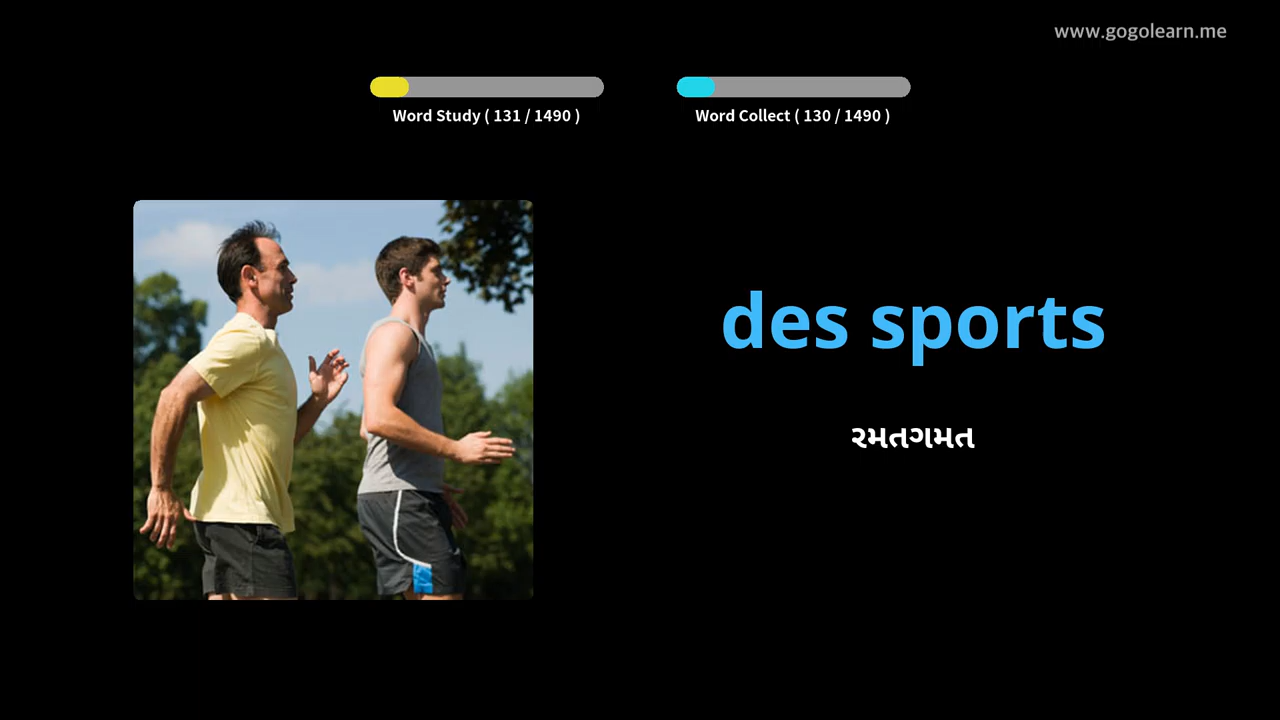 www.gogolearn.me
Word Study ( 131 / 1490 )
Word Collect ( 130 / 1490 )
des sports
રમતગમત